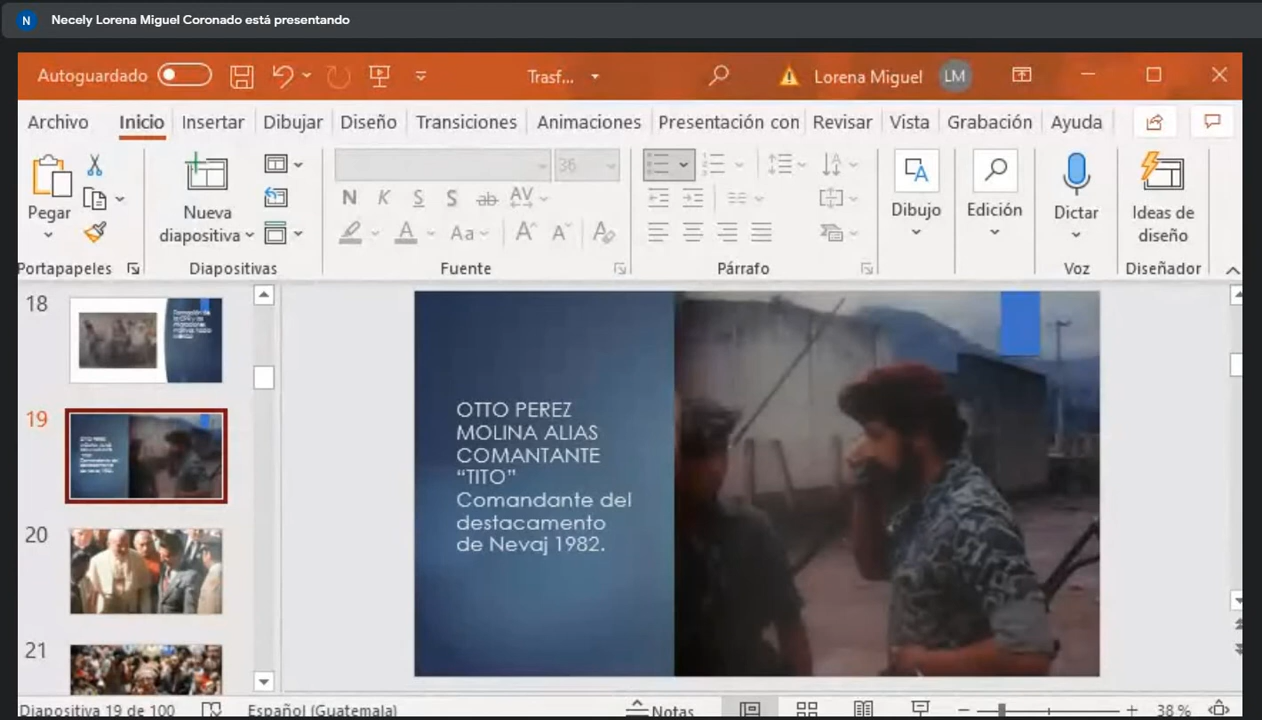 N Necely Lorena Miguel Coronado está presentando
Autoguardado
Trasf...
Lorena Miguel LM
Archivo Inicio Insertar Dibujar Diseño Transiciones Animaciones Presentación con Revisar Vista Grabación Ayuda
Pegar
Nueva
diapositiva
36
N K S S ab AV
A Aa A A A
Dibujo Edición Dictar Ideas de
diseño
Portapapeles Diapositivas Fuente Párrafo Voz Diseñador
18
19
20
21
OTTO PEREZ
MOLINA ALIAS
COMANTANTE
“TITO”
Comandante del
destacamento
de Nevaj 1982.
Diapositiva 19 de 100 Español (Guatemala) Notas 38 %